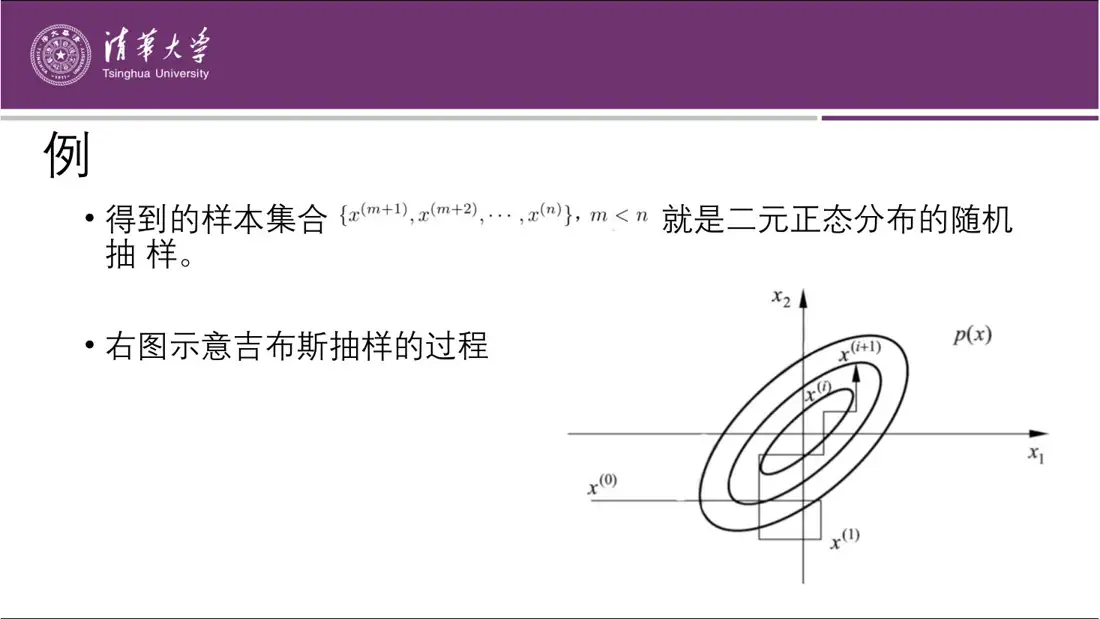 清华大学
Tsinghua University
例
• 得到的样本集合 {x^(m+1), x^(m+2), ⋯, x^(n)}, m < n 就是二元正态分布的随机
抽 样。
• 右图示意吉布斯抽样的过程
x₂
p(x)
x^(i+1)
x^(i)
x₁
x^(0)
x^(1)